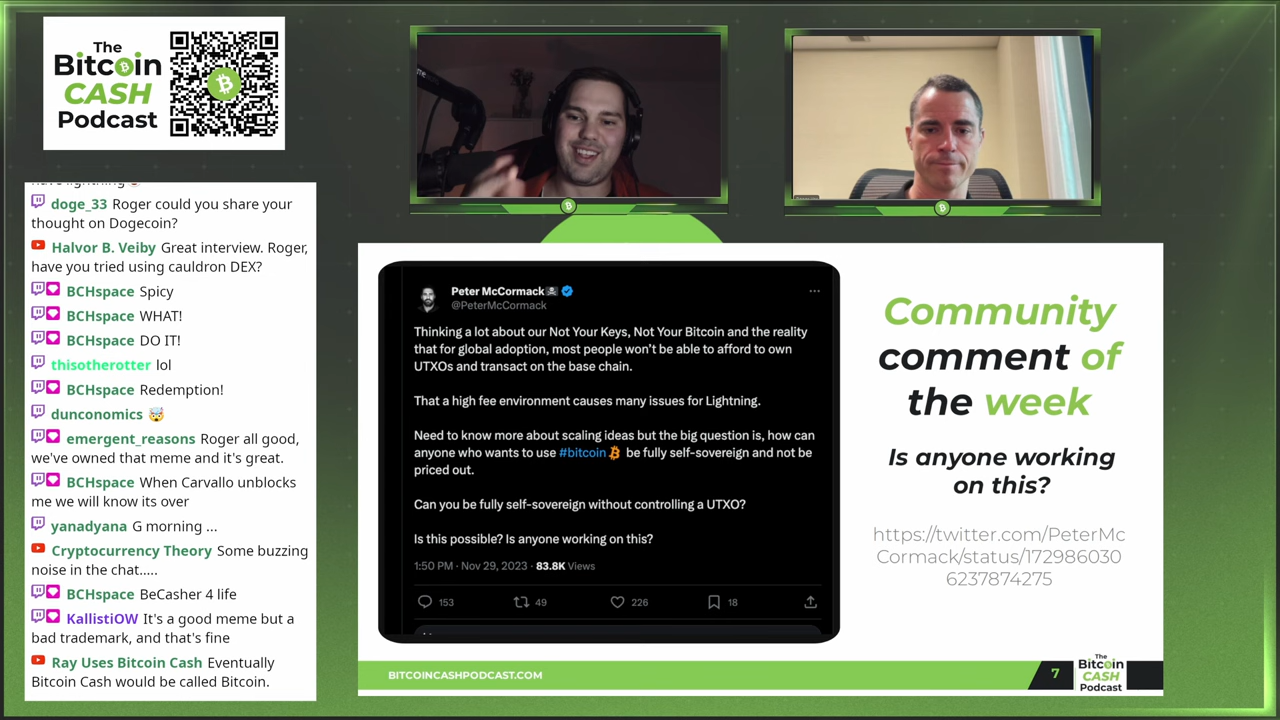 The
Bitcoin
CASH
Podcast
doge_33 Roger could you share your
thought on Dogecoin?
Halvor B. Veiby Great interview. Roger,
have you tried using cauldron DEX?
BCHspace Spicy
BCHspace WHAT!
BCHspace DO IT!
thisotherotter lol
BCHspace Redemption!
dunconomics 🤯
emergent_reasons Roger all good,
we've owned that meme and it's great.
BCHspace When Carvallo unblocks
me we will know its over
yanadyana G morning ...
Cryptocurrency Theory Some buzzing
noise in the chat.....
BCHspace BeCasher 4 life
KallistiOW It's a good meme but a
bad trademark, and that's fine
Ray Uses Bitcoin Cash Eventually
Bitcoin Cash would be called Bitcoin.
Peter McCormack🏴‍☠️
@PeterMcCormack
Thinking a lot about our Not Your Keys, Not Your Bitcoin and the reality
that for global adoption, most people won't be able to afford to own
UTXOs and transact on the base chain.
That a high fee environment causes many issues for Lightning.
Need to know more about scaling ideas but the big question is, how can
anyone who wants to use #bitcoin be fully self-sovereign and not be
priced out.
Can you be fully self-sovereign without controlling a UTXO?
Is this possible? Is anyone working on this?
1:50 PM · Nov 29, 2023 · 83.8K Views
153 49 226 18
Community
comment of
the week
Is anyone working
on this?
https://twitter.com/PeterMc
Cormack/status/172986030
6237874275
BITCOINCASHPODCAST.COM
7
The
Bitcoin
CASH
Podcast